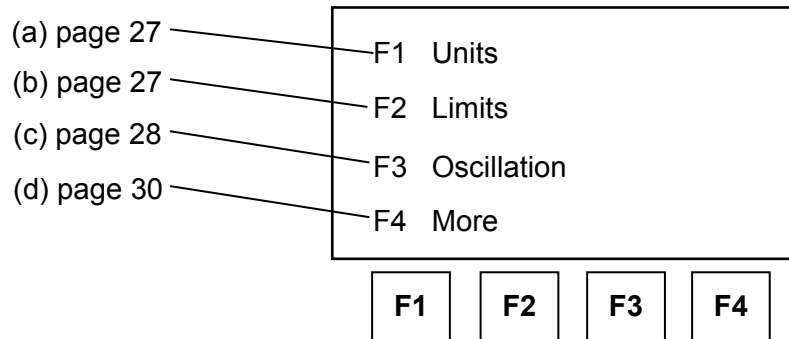 (a) page 27
F1 Units
(b) page 27
F2 Limits
(c) page 28
F3 Oscillation
(d) page 30
F4 More
F1 F2 F3 F4